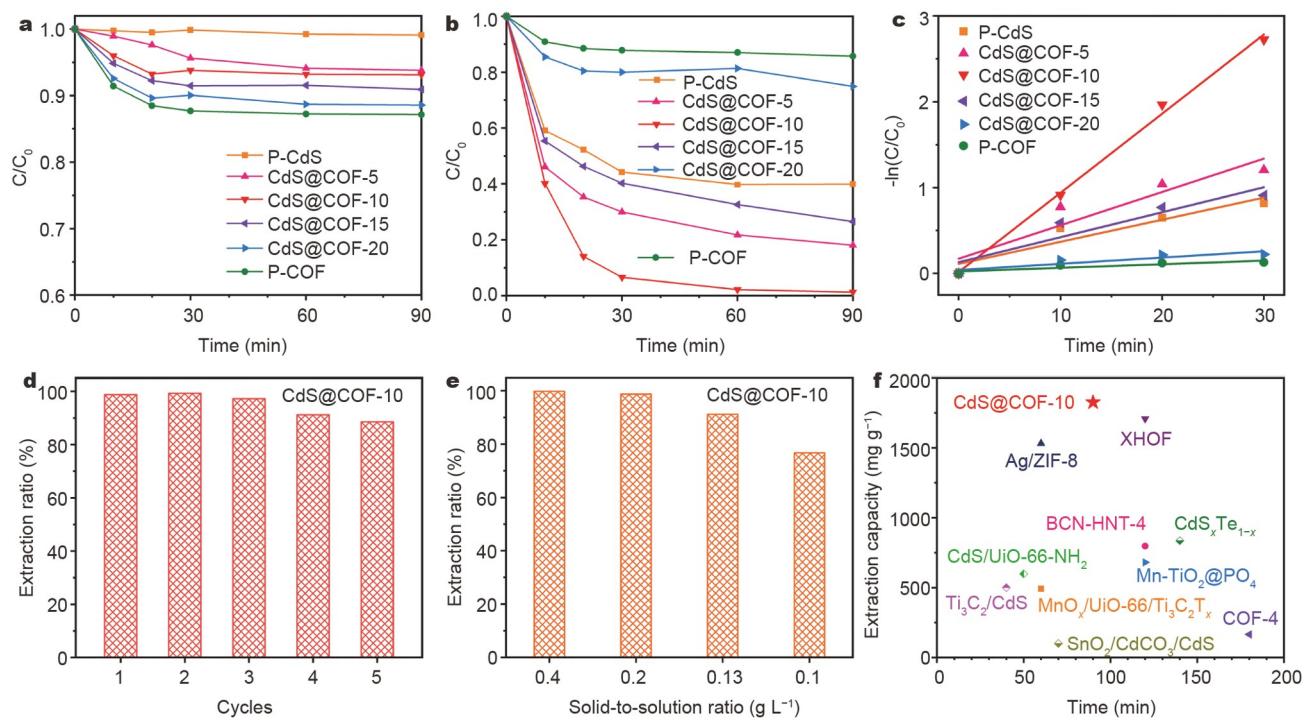 a
C/C₀
1.0
0.9
0.8
0.7
0.6
P-CdS
CdS@COF-5
CdS@COF-10
CdS@COF-15
CdS@COF-20
P-COF
0 30 60 90
Time (min)
b
C/C₀
1.0
0.8
0.6
0.4
0.2
0.0
P-CdS
CdS@COF-5
CdS@COF-10
CdS@COF-15
CdS@COF-20
P-COF
0 30 60 90
Time (min)
c
-ln(C/C₀)
-3
2
1
0
P-CdS
CdS@COF-5
CdS@COF-10
CdS@COF-15
CdS@COF-20
P-COF
0 10 20 30
Time (min)
d
Extraction ratio (%)
100
80
60
40
20
0
CdS@COF-10
1 2 3 4 5
Cycles
e
Extraction ratio (%)
100
80
60
40
20
0
CdS@COF-10
0.4 0.2 0.13 0.1
Solid-to-solution ratio (g L⁻¹)
f
Extraction capacity (mg g⁻¹)
2000
1500
1000
500
0
CdS@COF-10
XHOF
Ag/ZIF-8
BCN-HNT-4
CdSₓTe₁₋ₓ
CdS/UiO-66-NH₂
Mn-TiO₂@PO₄
Ti₃C₂/CdS
MnOₓ/UiO-66/Ti₃C₂Tₓ
COF-4
SnO₂/CdCO₃/CdS
0 50 100 150 200
Time (min)